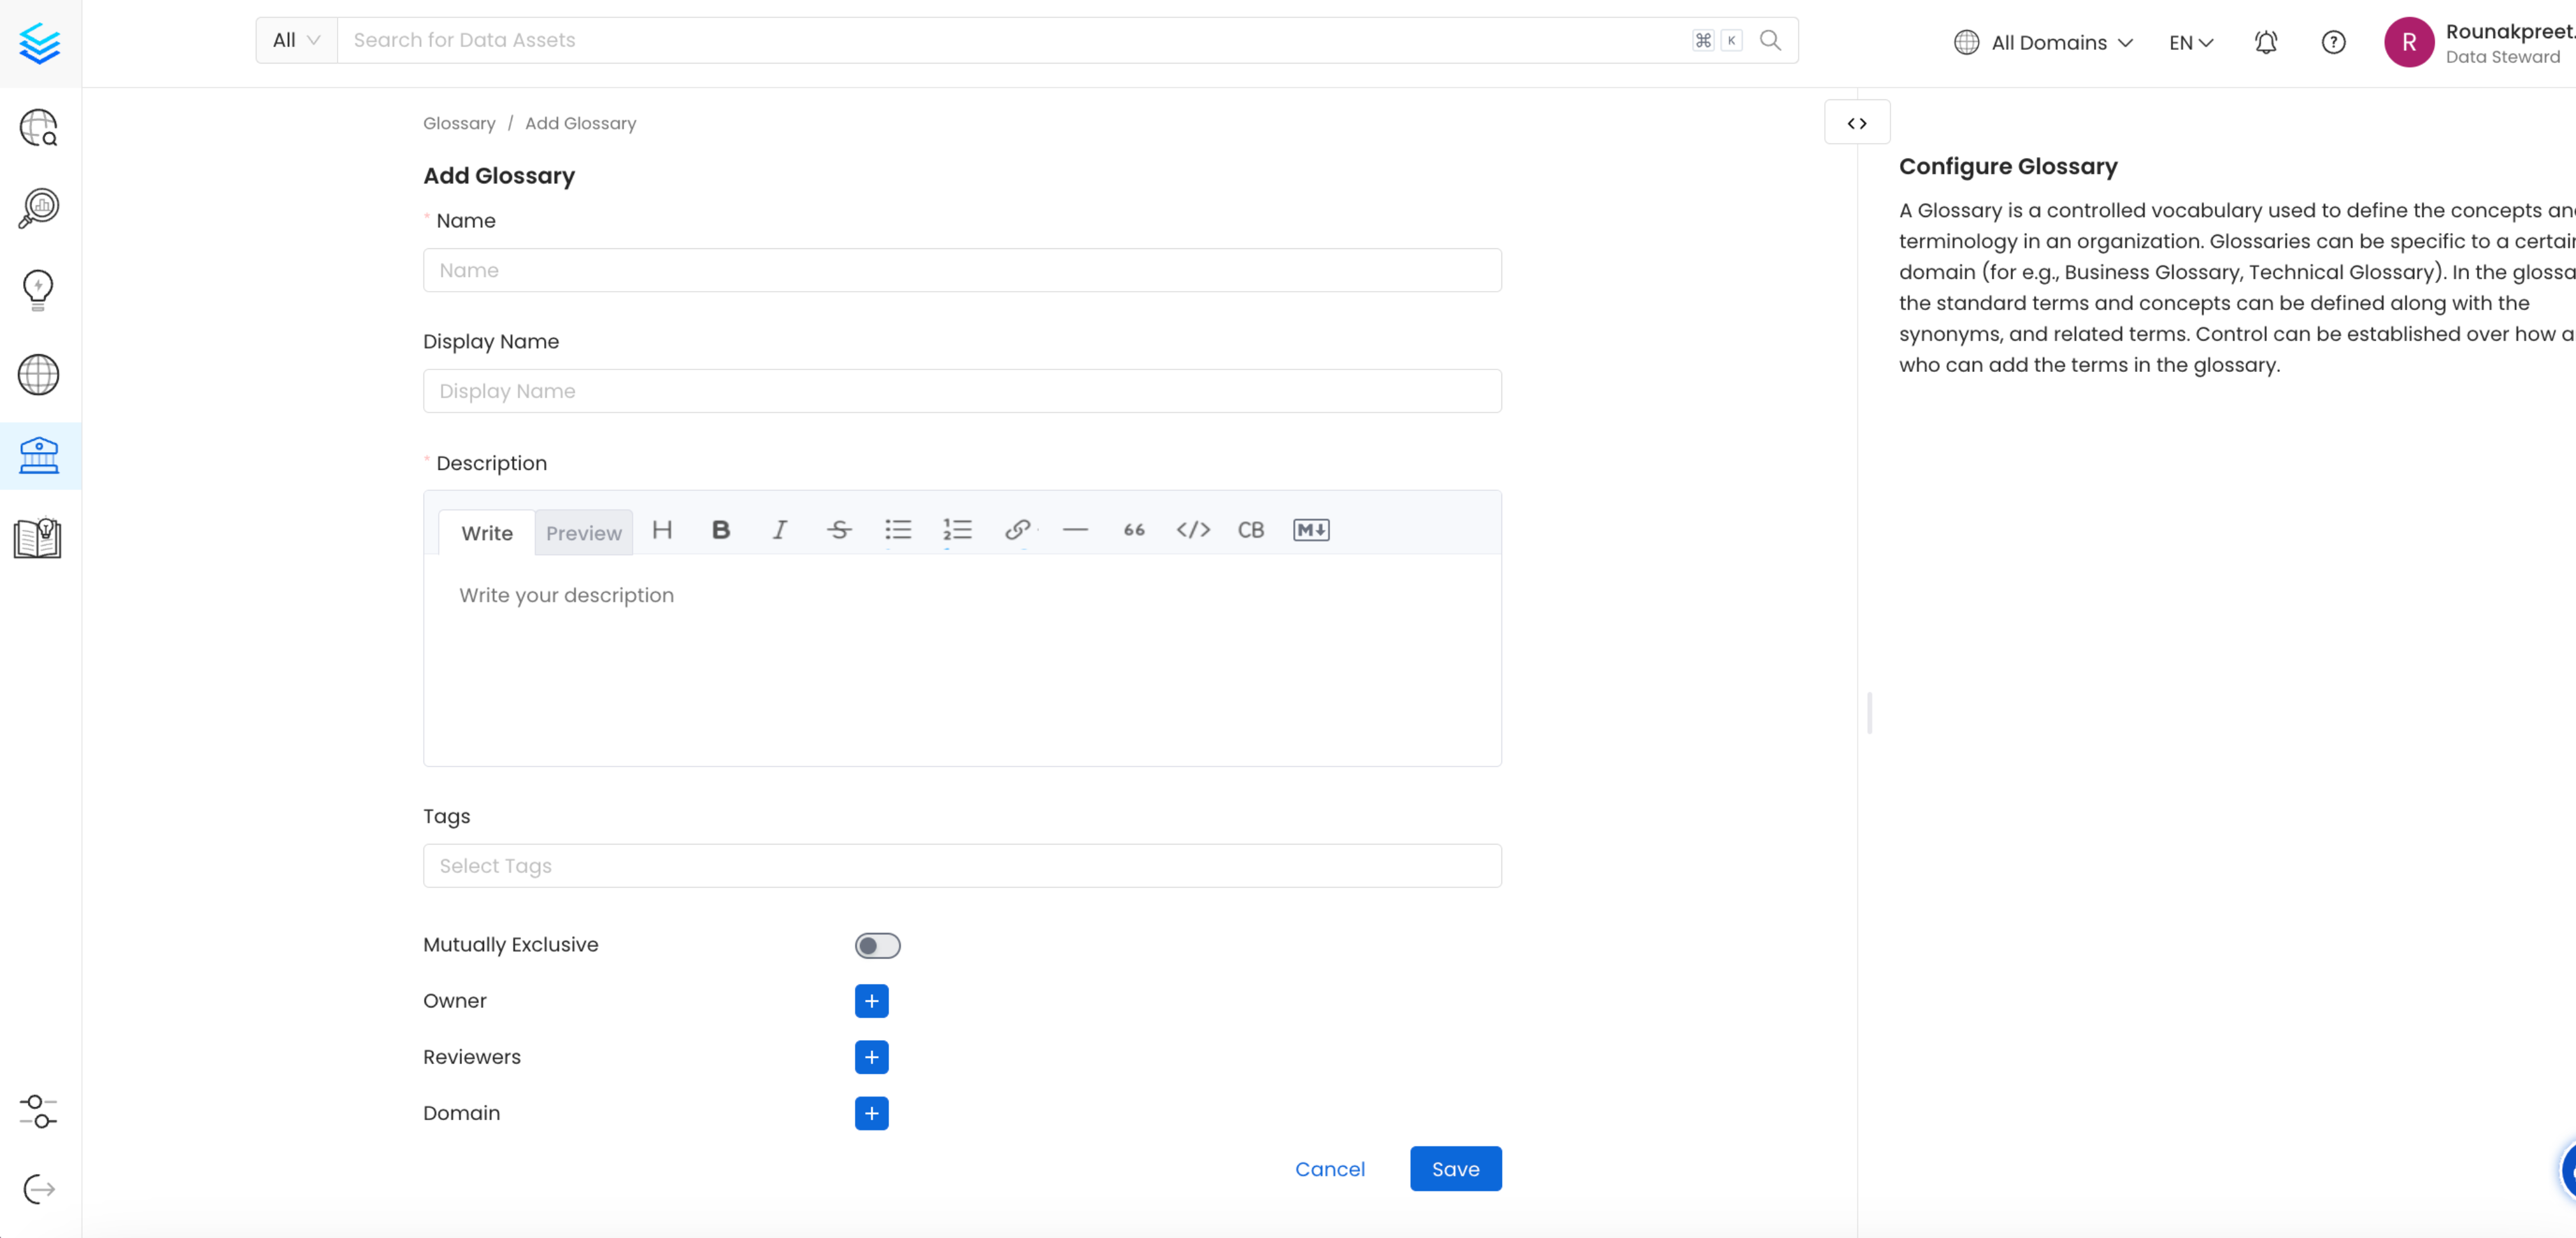 All
Search for Data Assets
⌘ K
All Domains
EN
R
Rounakpreet.
Data Steward
Glossary / Add Glossary
Add Glossary
* Name
Name
Display Name
Display Name
* Description
Write Preview H B I S 66 </> CB M↓
Write your description
Tags
Select Tags
Mutually Exclusive
Owner
Reviewers
Domain
Cancel Save
Configure Glossary
A Glossary is a controlled vocabulary used to define the concepts an
terminology in an organization. Glossaries can be specific to a certai
domain (for e.g., Business Glossary, Technical Glossary). In the glossa
the standard terms and concepts can be defined along with the
synonyms, and related terms. Control can be established over how a
who can add the terms in the glossary.